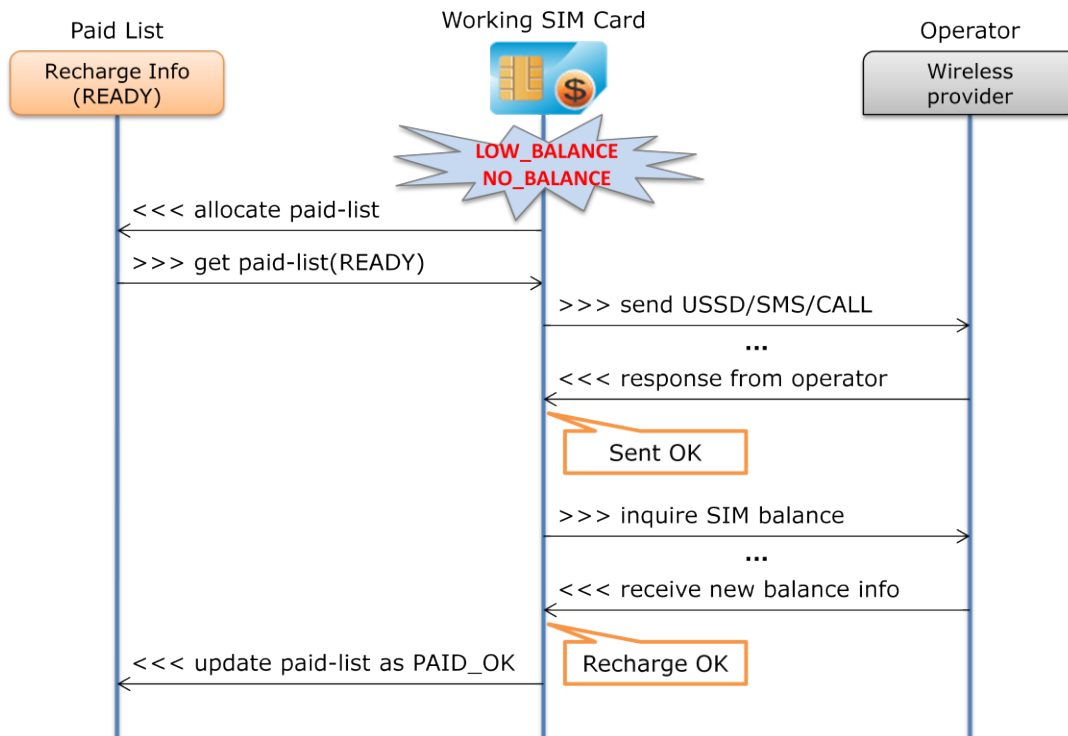 Paid List
Working SIM Card
Operator
Recharge Info
(READY)
$
Wireless
provider
LOW_BALANCE
NO_BALANCE
<<< allocate paid-list
>>> get paid-list(READY)
>>> send USSD/SMS/CALL
...
<<< response from operator
Sent OK
>>> inquire SIM balance
...
<<< receive new balance info
Recharge OK
<<< update paid-list as PAID_OK